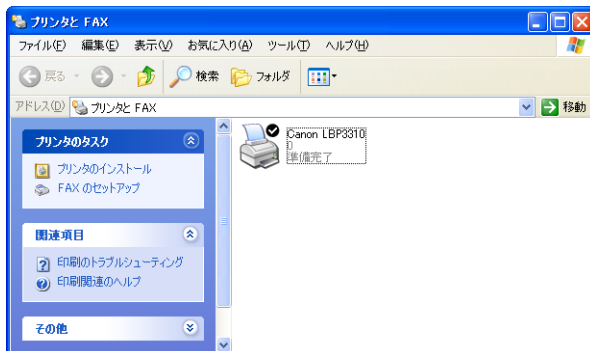 プリンタと FAX
ファイル(F) 編集(E) 表示(V) お気に入り(A) ツール(T) ヘルプ(H)
戻る 検索 フォルダ
アドレス(D) プリンタと FAX 移動
プリンタのタスク
プリンタのインストール
FAX のセットアップ
関連項目
印刷のトラブルシューティング
印刷関連のヘルプ
その他
Canon LBP3310
0
準備完了